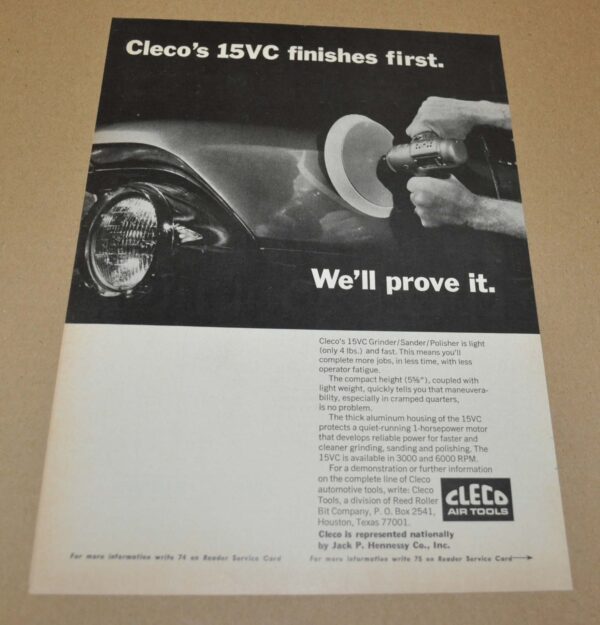 Cleco's 15VC finishes first.
We'll prove it.
Cleco's 15VC Grinder/Sander/Polisher is light
(only 4 lbs.) and fast. This means you'll
complete more jobs, in less time, with less
operator fatigue.
The compact height (5⅝"), coupled with
light weight, quickly tells you that maneuvera-
bility, especially in cramped quarters,
is no problem.
The thick aluminum housing of the 15VC
protects a quiet-running 1-horsepower motor
that develops reliable power for faster and
cleaner grinding, sanding and polishing. The
15VC is available in 3000 and 6000 RPM.
For a demonstration or further information
on the complete line of Cleco
automotive tools, write: Cleco
Tools, a division of Reed Roller
Bit Company, P. O. Box 2541,
Houston, Texas 77001.
CLECO
AIR TOOLS
Cleco is represented nationally
by Jack P. Hennessy Co., Inc.
For more information write 74 on Reader Service Card
For more information write 75 on Reader Service Card